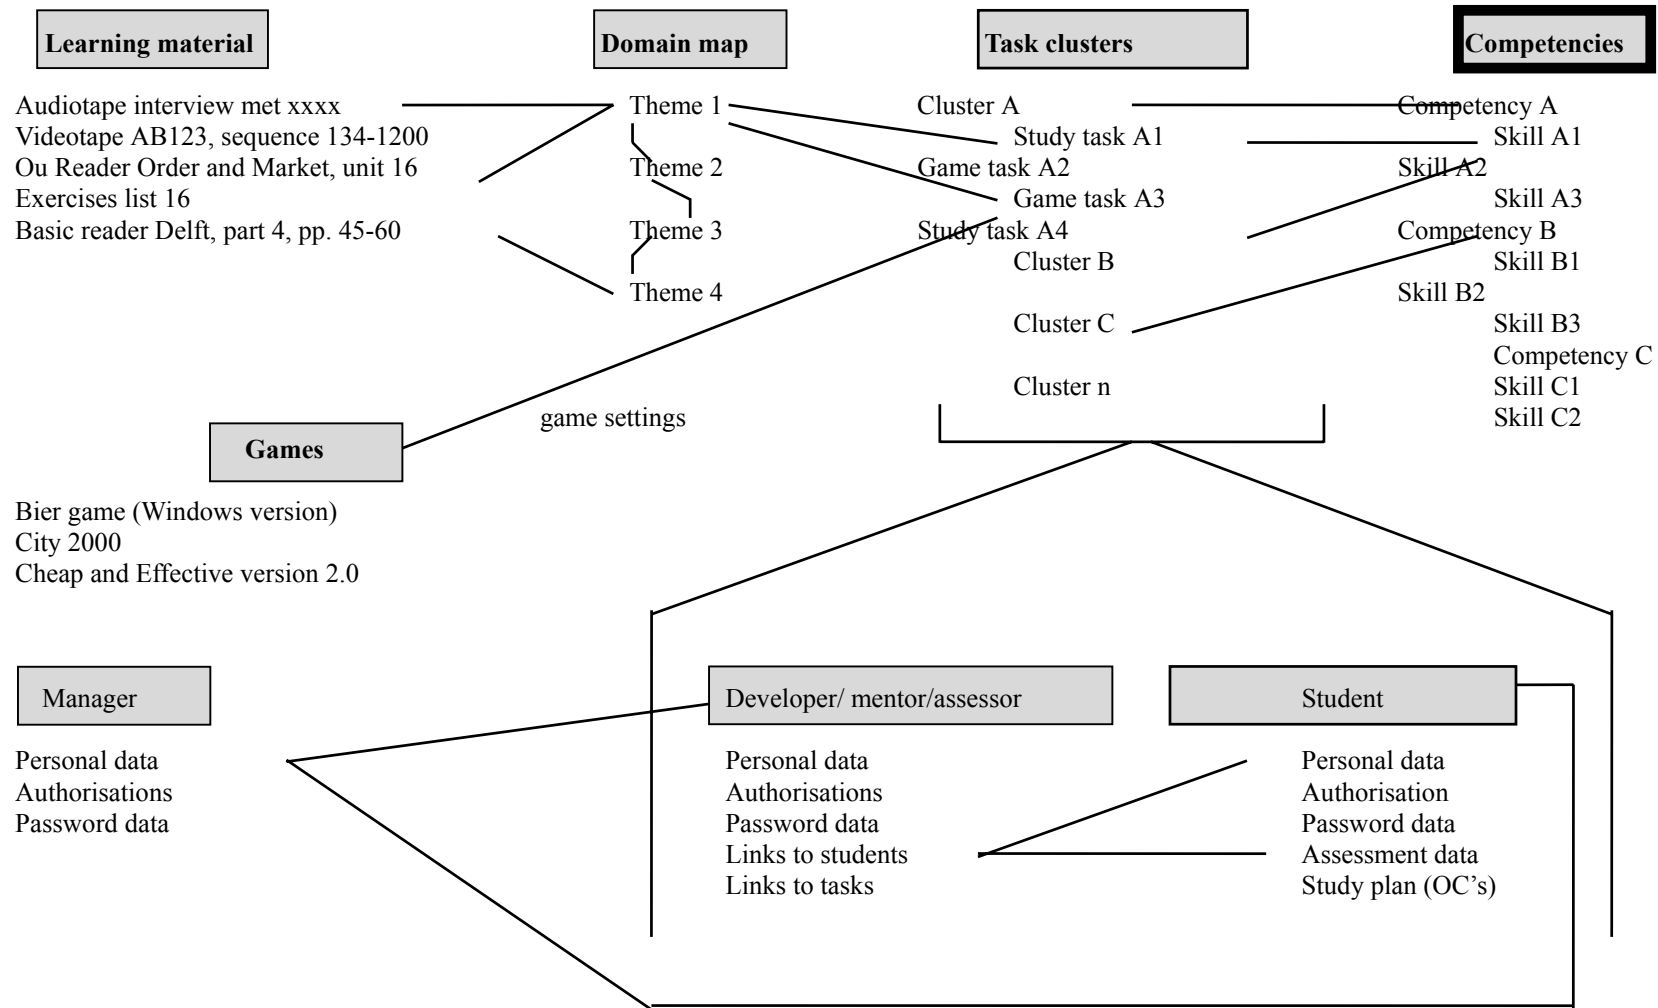 Learning material
Domain map
Task clusters
Competencies
Audiotape interview met xxxx
Videotape AB123, sequence 134-1200
Ou Reader Order and Market, unit 16
Exercises list 16
Basic reader Delft, part 4, pp. 45-60
Theme 1
Theme 2
Theme 3
Theme 4
Cluster A
Study task A1
Game task A2
Game task A3
Study task A4
Cluster B
Cluster C
Cluster n
Competency A
Skill A1
Skill A2
Skill A3
Competency B
Skill B1
Skill B2
Skill B3
Competency C
Skill C1
Skill C2
game settings
Games
Bier game (Windows version)
City 2000
Cheap and Effective version 2.0
Manager
Personal data
Authorisations
Password data
Developer/ mentor/assessor
Personal data
Authorisations
Password data
Links to students
Links to tasks
Student
Personal data
Authorisation
Password data
Assessment data
Study plan (OC’s)